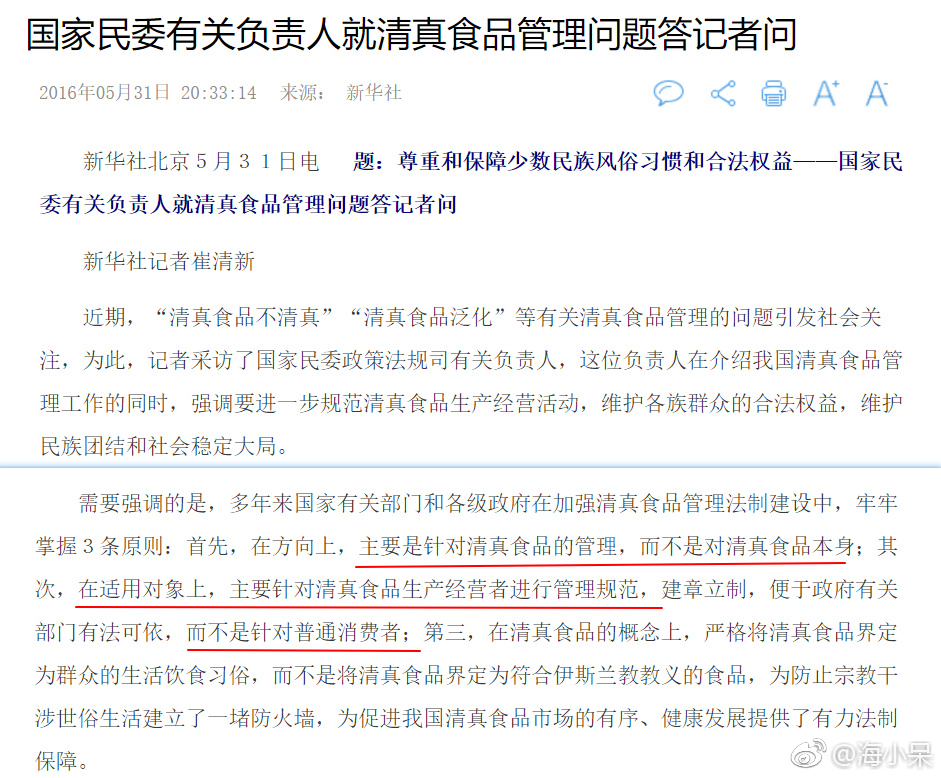 国家民委有关负责人就清真食品管理问题答记者问
2016年05月31日 20:33:14 来源： 新华社
A+ A-
新华社北京５月３１日电 题：尊重和保障少数民族风俗习惯和合法权益——国家民
委有关负责人就清真食品管理问题答记者问
新华社记者崔清新
近期，“清真食品不清真”“清真食品泛化”等有关清真食品管理的问题引发社会关
注，为此，记者采访了国家民委政策法规司有关负责人，这位负责人在介绍我国清真食品管
理工作的同时，强调要进一步规范清真食品生产经营活动，维护各族群众的合法权益，维护
民族团结和社会稳定大局。
需要强调的是，多年来国家有关部门和各级政府在加强清真食品管理法制建设中，牢牢
掌握３条原则：首先，在方向上，主要是针对清真食品的管理，而不是对清真食品本身；其
次，在适用对象上，主要针对清真食品生产经营者进行管理规范，建章立制，便于政府有关
部门有法可依，而不是针对普通消费者；第三，在清真食品的概念上，严格将清真食品界定
为群众的生活饮食习俗，而不是将清真食品界定为符合伊斯兰教教义的食品，为防止宗教干
涉世俗生活建立了一堵防火墙，为促进我国清真食品市场的有序、健康发展提供了有力法制
保障。
@海小呆